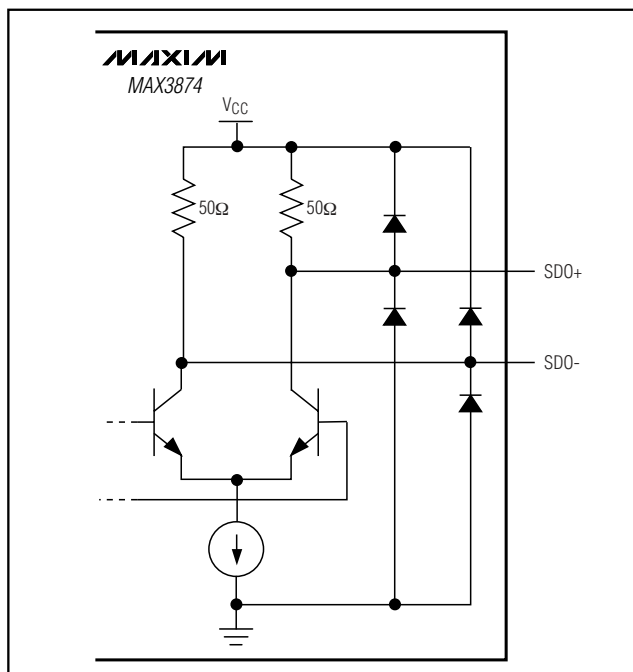 MAXIM
MAX3874
VCC
50Ω
50Ω
SDO+
SDO-